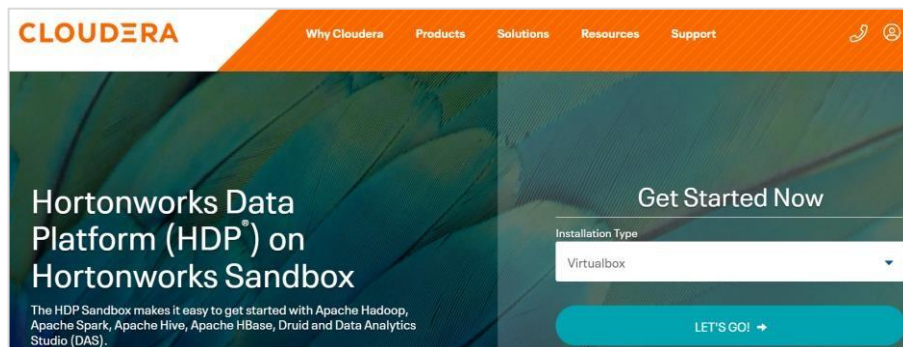 CLOUDERA
Why Cloudera Products Solutions Resources Support
Hortonworks Data
Platform (HDP®) on
Hortonworks Sandbox
The HDP Sandbox makes it easy to get started with Apache Hadoop,
Apache Spark, Apache Hive, Apache HBase, Druid and Data Analytics
Studio (DAS).
Get Started Now
Installation Type
Virtualbox
LET'S GO! →